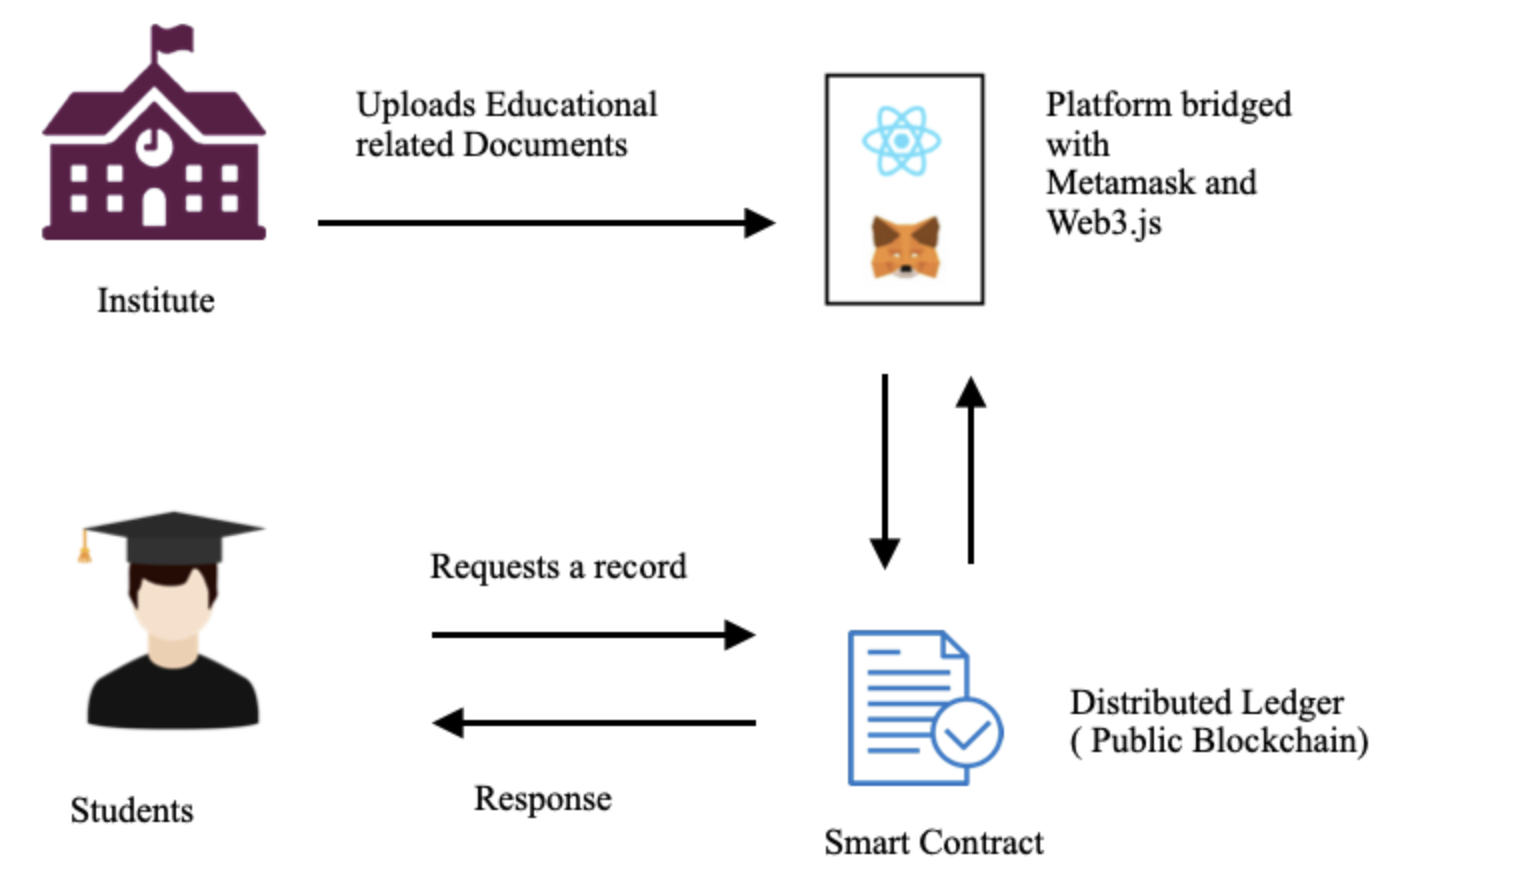 Uploads Educational
related Documents
Platform bridged
with
Metamask and
Web3.js
Institute
Requests a record
Response
Students
Distributed Ledger
( Public Blockchain)
Smart Contract